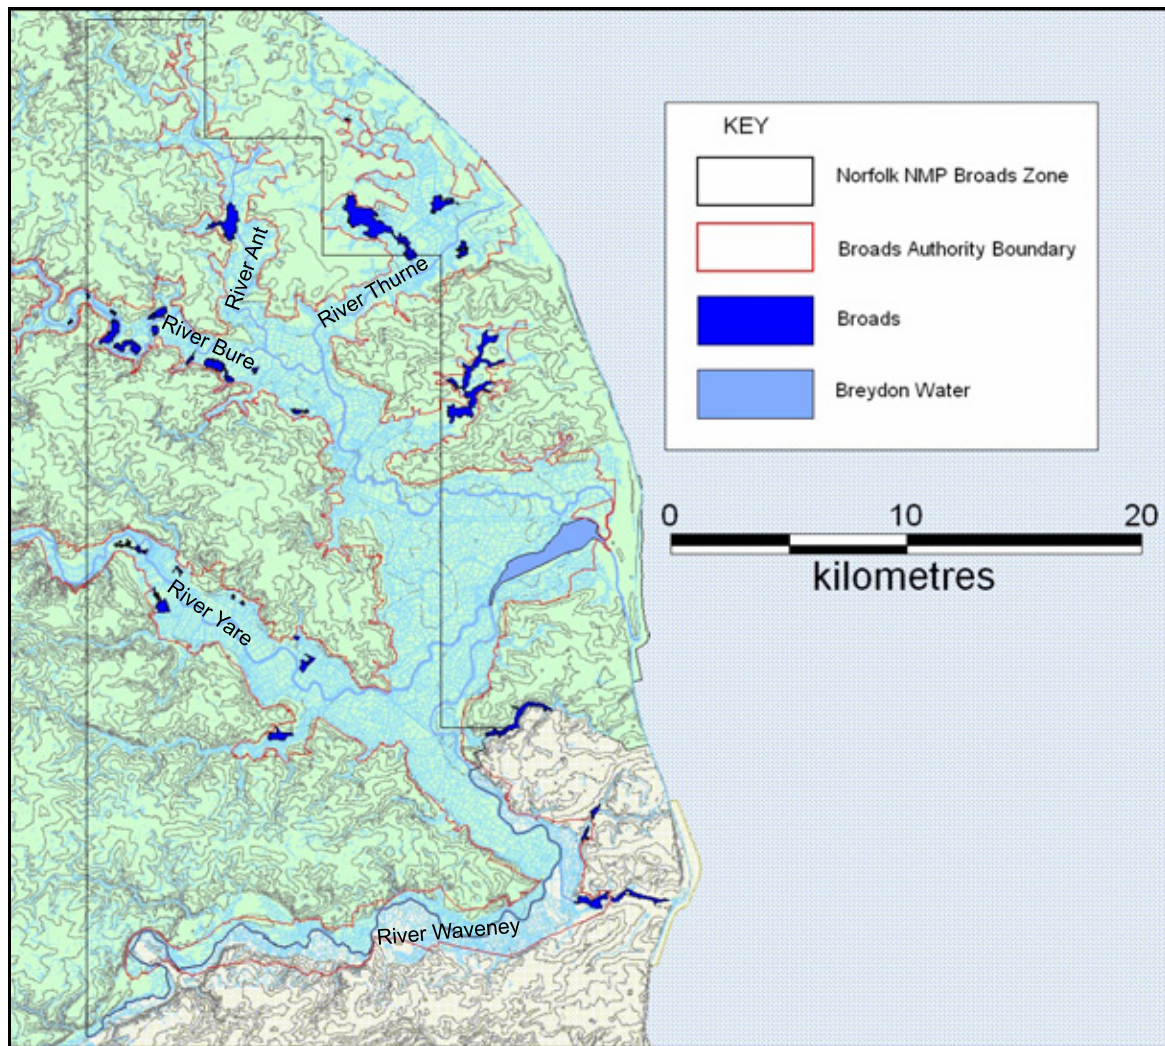 KEY
Norfolk NMP Broads Zone
Broads Authority Boundary
Broads
Breydon Water
0 10 20
kilometres
River Ant
River Thurne
River Bure
River Yare
River Waveney